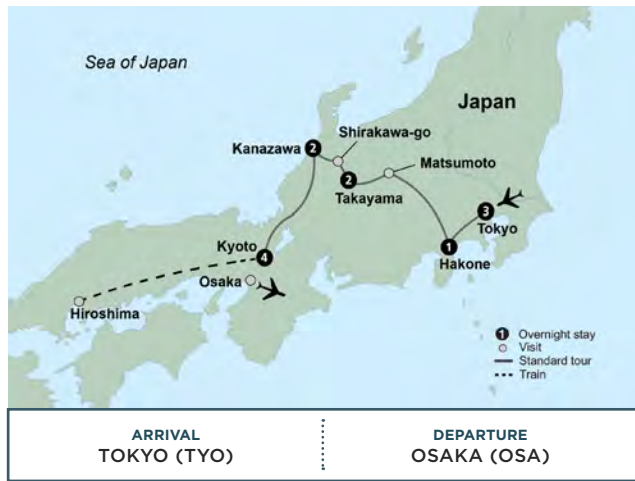 Sea of Japan
Japan
Shirakawa-go
Kanazawa 2
Matsumoto
2
Takayama
3
Tokyo
Kyoto
1
4
Hakone
Osaka
Hiroshima
1 Overnight stay
Visit
Standard tour
Train
ARRIVAL
TOKYO (TYO)
DEPARTURE
OSAKA (OSA)